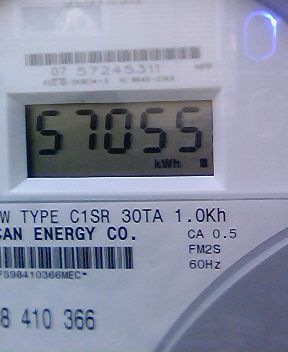 07 57245311
57055
kWh
W TYPE C1SR 30TA 1.0Kh
CAN ENERGY CO.
CA 0.5
FM2S
60Hz
FS98410366MEC*
8 410 366